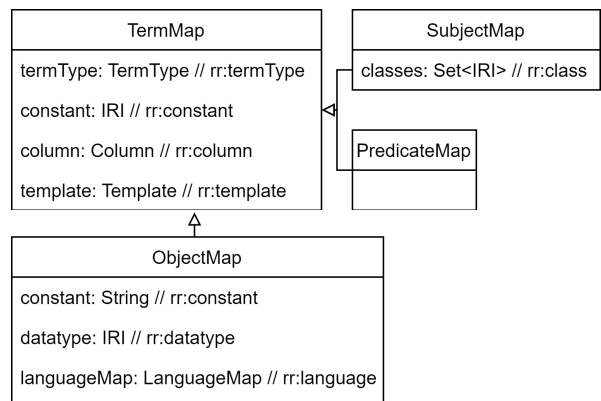 TermMap
termType: TermType // rr:termType
constant: IRI // rr:constant
column: Column // rr:column
template: Template // rr:template
SubjectMap
classes: Set<IRI> // rr:class
PredicateMap
ObjectMap
constant: String // rr:constant
datatype: IRI // rr:datatype
languageMap: LanguageMap // rr:language